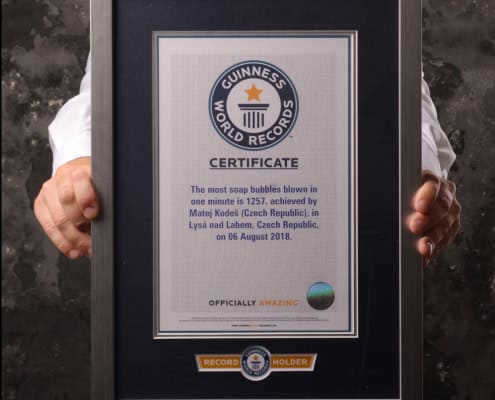 GUINNESS
WORLD RECORDS
CERTIFICATE
The most soap bubbles blown in
one minute is 1257, achieved by
Matej Kodeš (Czech Republic), in
Lysá nad Labem, Czech Republic,
on 06 August 2018.
OFFICIALLY AMAZING
RECORD HOLDER